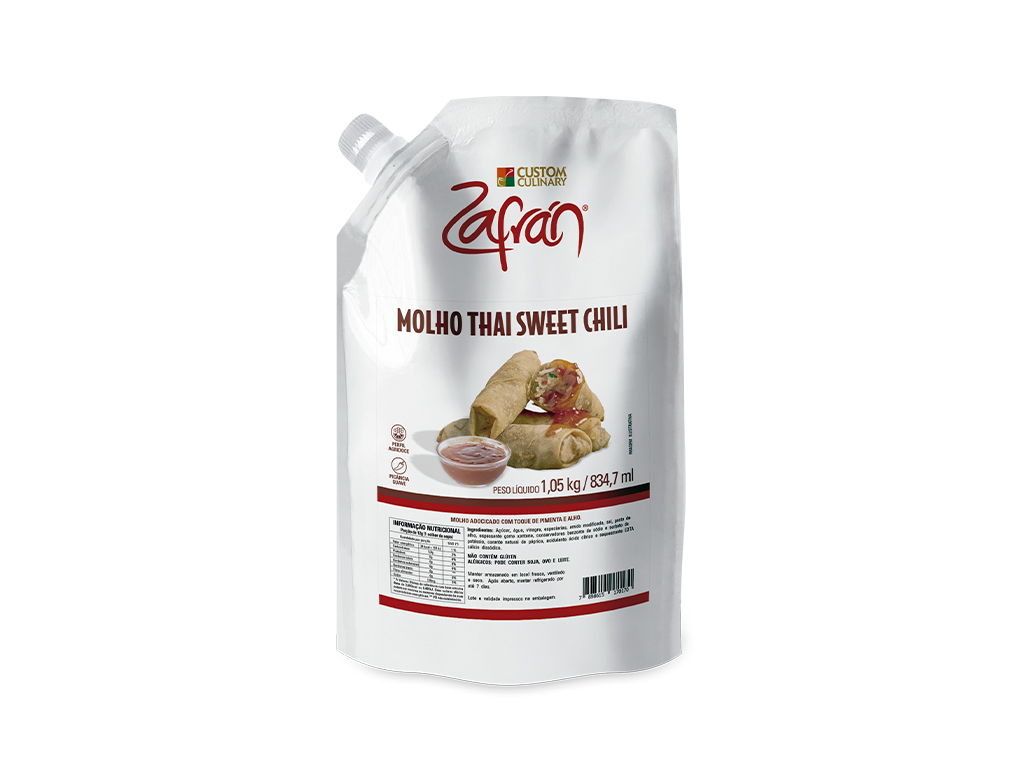 CUSTOM
CULINARY
Zafrán®
MOLHO THAI SWEET CHILI
PERFIL
AGRIDOCE
PICÂNCIA
SUAVE
IMAGEM ILUSTRATIVA
PESO LÍQUIDO 1,05 kg / 834,7 ml
MOLHO ADOCICADO COM TOQUE DE PIMENTA E ALHO.
INFORMAÇÃO NUTRICIONAL
Ingredientes: Açúcar, água, vinagre, especiarias, amido modificado, sal, pasta de
alho, espessante goma xantana, conservadores benzoato de sódio e sorbato de
potássio, corante natural de páprica, acidulante ácido cítrico e sequestrante EDTA
cálcio dissódico.
NÃO CONTÉM GLÚTEN
ALÉRGICOS: PODE CONTER SOJA, OVO E LEITE.
Manter armazenado em local fresco, ventilado
e seco. Após aberto, manter refrigerado por
até 7 dias.
Lote e validade impressos na embalagem.